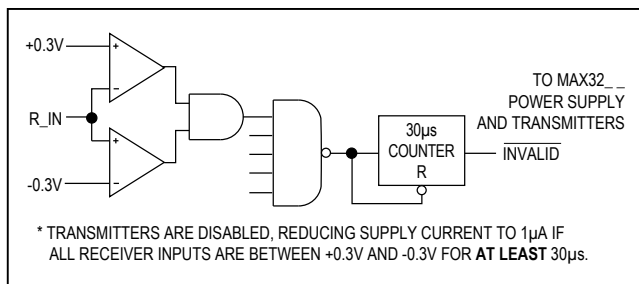 +0.3V
+
-
R_IN
+
-
-0.3V
30µs
COUNTER
R
TO MAX32_ _
POWER SUPPLY
AND TRANSMITTERS
INVALID
* TRANSMITTERS ARE DISABLED, REDUCING SUPPLY CURRENT TO 1µA IF
ALL RECEIVER INPUTS ARE BETWEEN +0.3V AND -0.3V FOR AT LEAST 30µs.